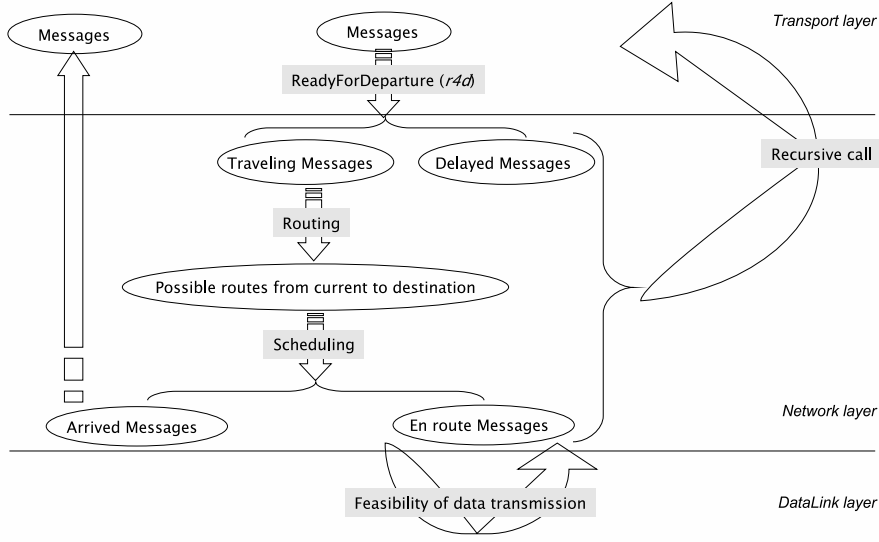 Transport layer
Messages
Messages
ReadyForDeparture (r4d)
Traveling Messages
Delayed Messages
Recursive call
Routing
Possible routes from current to destination
Scheduling
Arrived Messages
En route Messages
Network layer
Feasibility of data transmission
DataLink layer